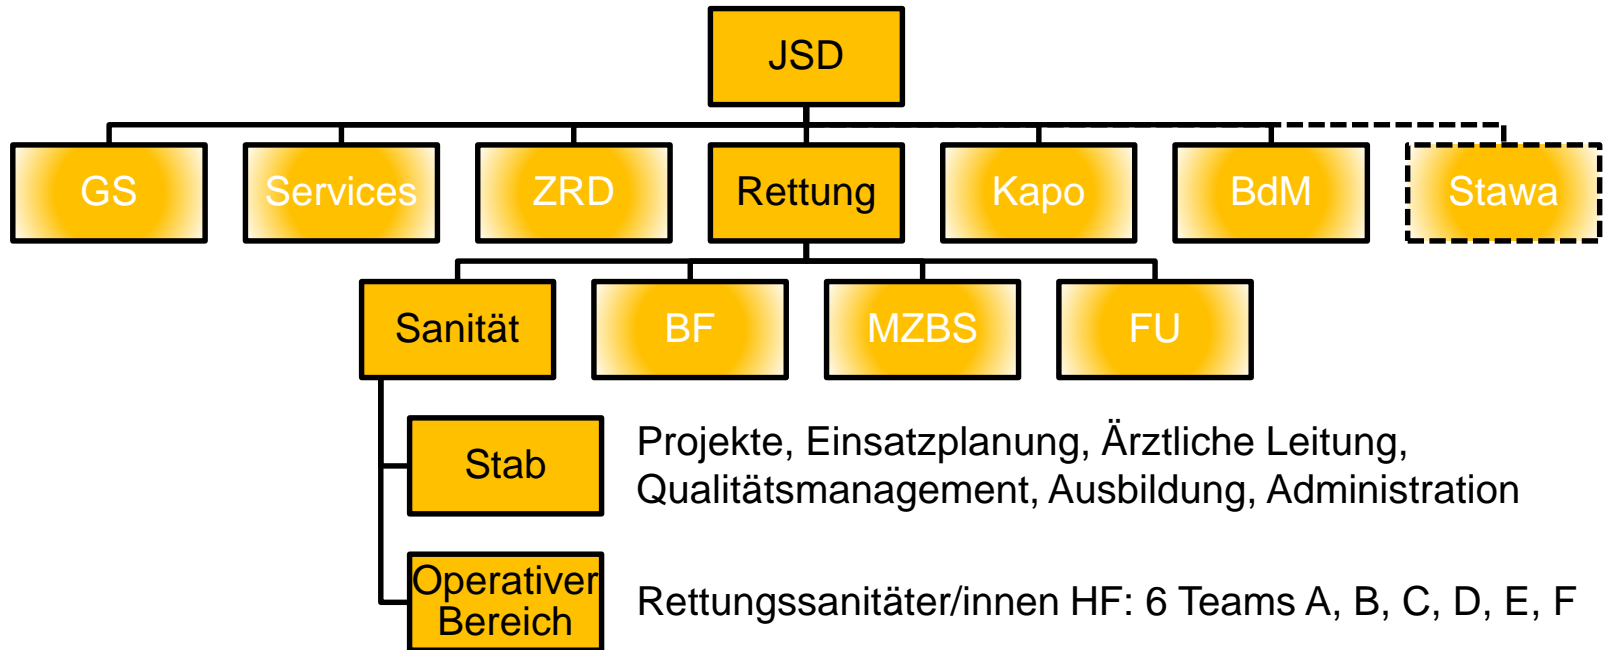 JSD
GS
Services
ZRD
Rettung
Kapo
BdM
Stawa
Sanität
BF
MZBS
FU
Stab
Projekte, Einsatzplanung, Ärztliche Leitung,
Qualitätsmanagement, Ausbildung, Administration
Operativer
Bereich
Rettungssanitäter/innen HF: 6 Teams A, B, C, D, E, F